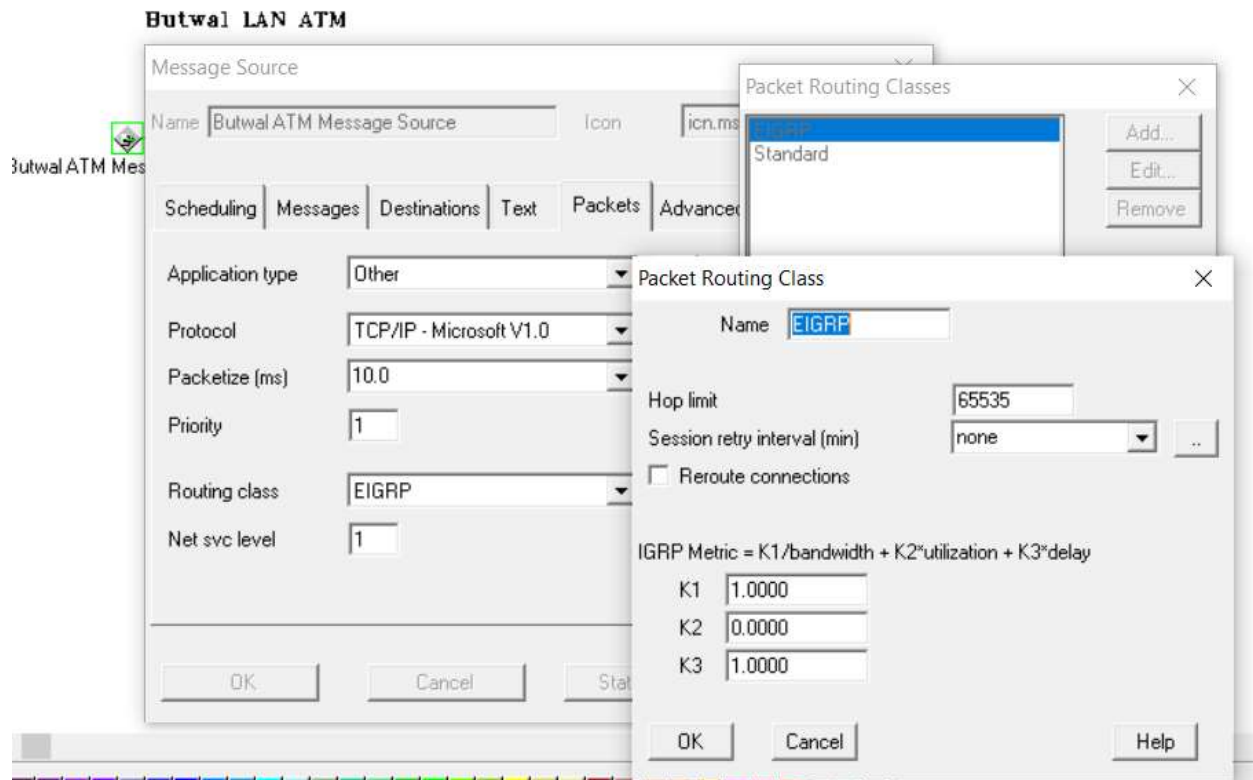 Butwal LAN ATM
Message Source
Name Butwal ATM Message Source Icon icn.ms
Butwal ATM Mes
Scheduling Messages Destinations Text Packets Advanced
Application type Other
Protocol TCP/IP - Microsoft V1.0
Packetize (ms) 10.0
Priority 1
Routing class EIGRP
Net svc level 1
OK Cancel Stat
Packet Routing Classes
EIGRP
Standard
Add...
Edit...
Remove
Packet Routing Class
Name EIGRP
Hop limit 65535
Session retry interval (min) none ..
Reroute connections
IGRP Metric = K1/bandwidth + K2*utilization + K3*delay
K1 1.0000
K2 0.0000
K3 1.0000
OK Cancel Help